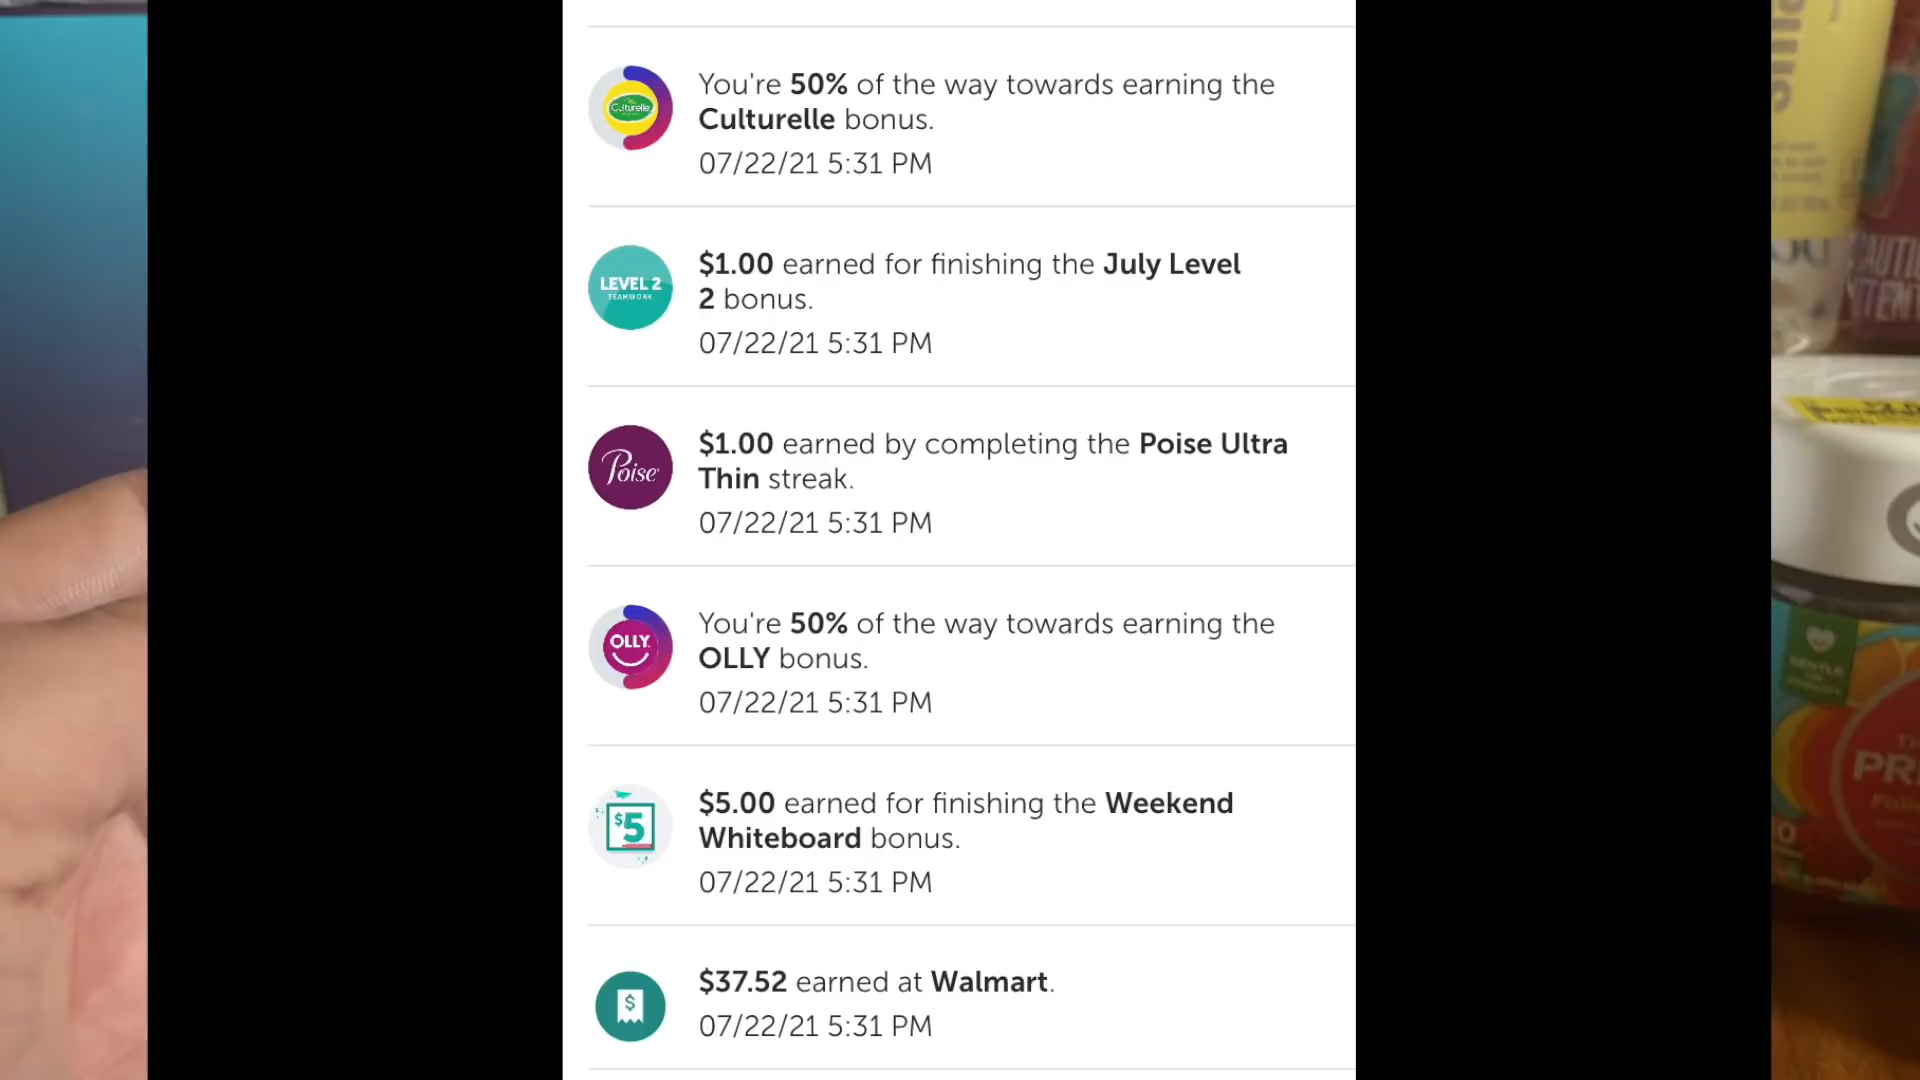 You're 50% of the way towards earning the
Culturelle bonus.
07/22/21 5:31 PM
Culturelle
$1.00 earned for finishing the July Level
2 bonus.
07/22/21 5:31 PM
LEVEL 2
TEAMWORK
$1.00 earned by completing the Poise Ultra
Thin streak.
07/22/21 5:31 PM
Poise
You're 50% of the way towards earning the
OLLY bonus.
07/22/21 5:31 PM
OLLY
$5.00 earned for finishing the Weekend
Whiteboard bonus.
07/22/21 5:31 PM
$5
$37.52 earned at Walmart.
07/22/21 5:31 PM
$
GENTLE
PR